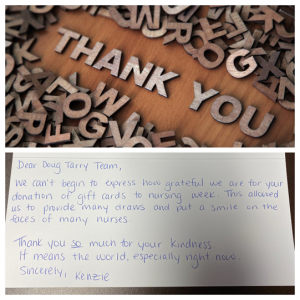 THANK YOU
Dear Doug Tarry Team,
We can't begin to express how grateful we are for your
donation of gift cards to nursing week. This allowed
us to provide many draws and put a smile on the
faces of many nurses.
Thank you so much for your kindness.
It means the world, especially right now.
Sincerely, Kenzie